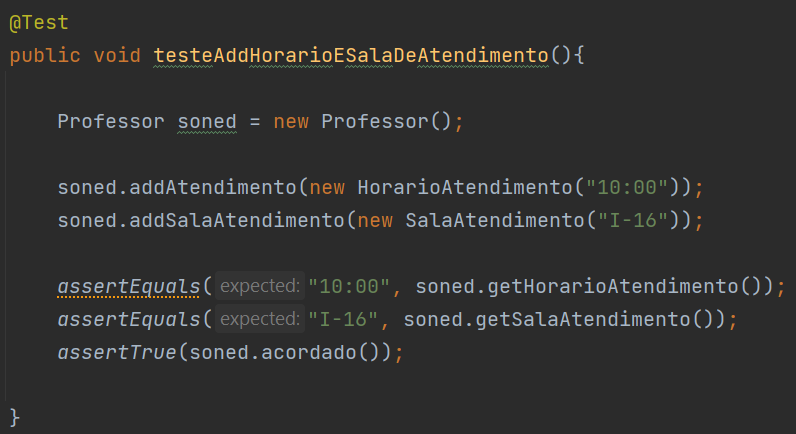 @Test
public void testeAddHorarioESalaDeAtendimento(){
Professor soned = new Professor();
soned.addAtendimento(new HorarioAtendimento("10:00"));
soned.addSalaAtendimento(new SalaAtendimento("I-16"));
assertEquals( expected: "10:00", soned.getHorarioAtendimento());
assertEquals( expected: "I-16", soned.getSalaAtendimento());
assertTrue(soned.acordado());
}